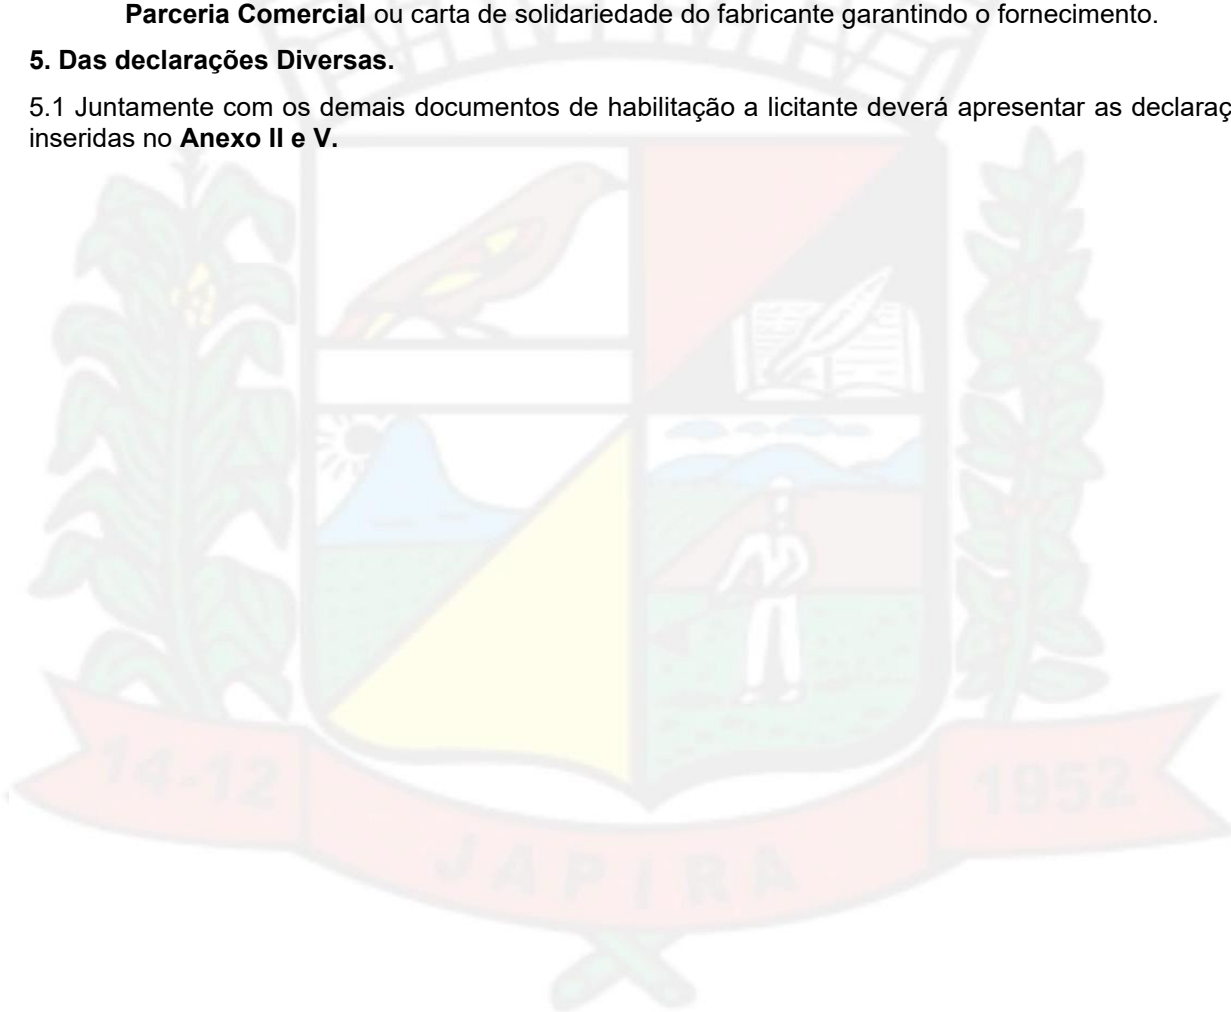 Parceria Comercial ou carta de solidariedade do fabricante garantindo o fornecimento.
5. Das declarações Diversas.
5.1 Juntamente com os demais documentos de habilitação a licitante deverá apresentar as declaraç
inseridas no Anexo II e V.
14-12
1952
JAPIRA